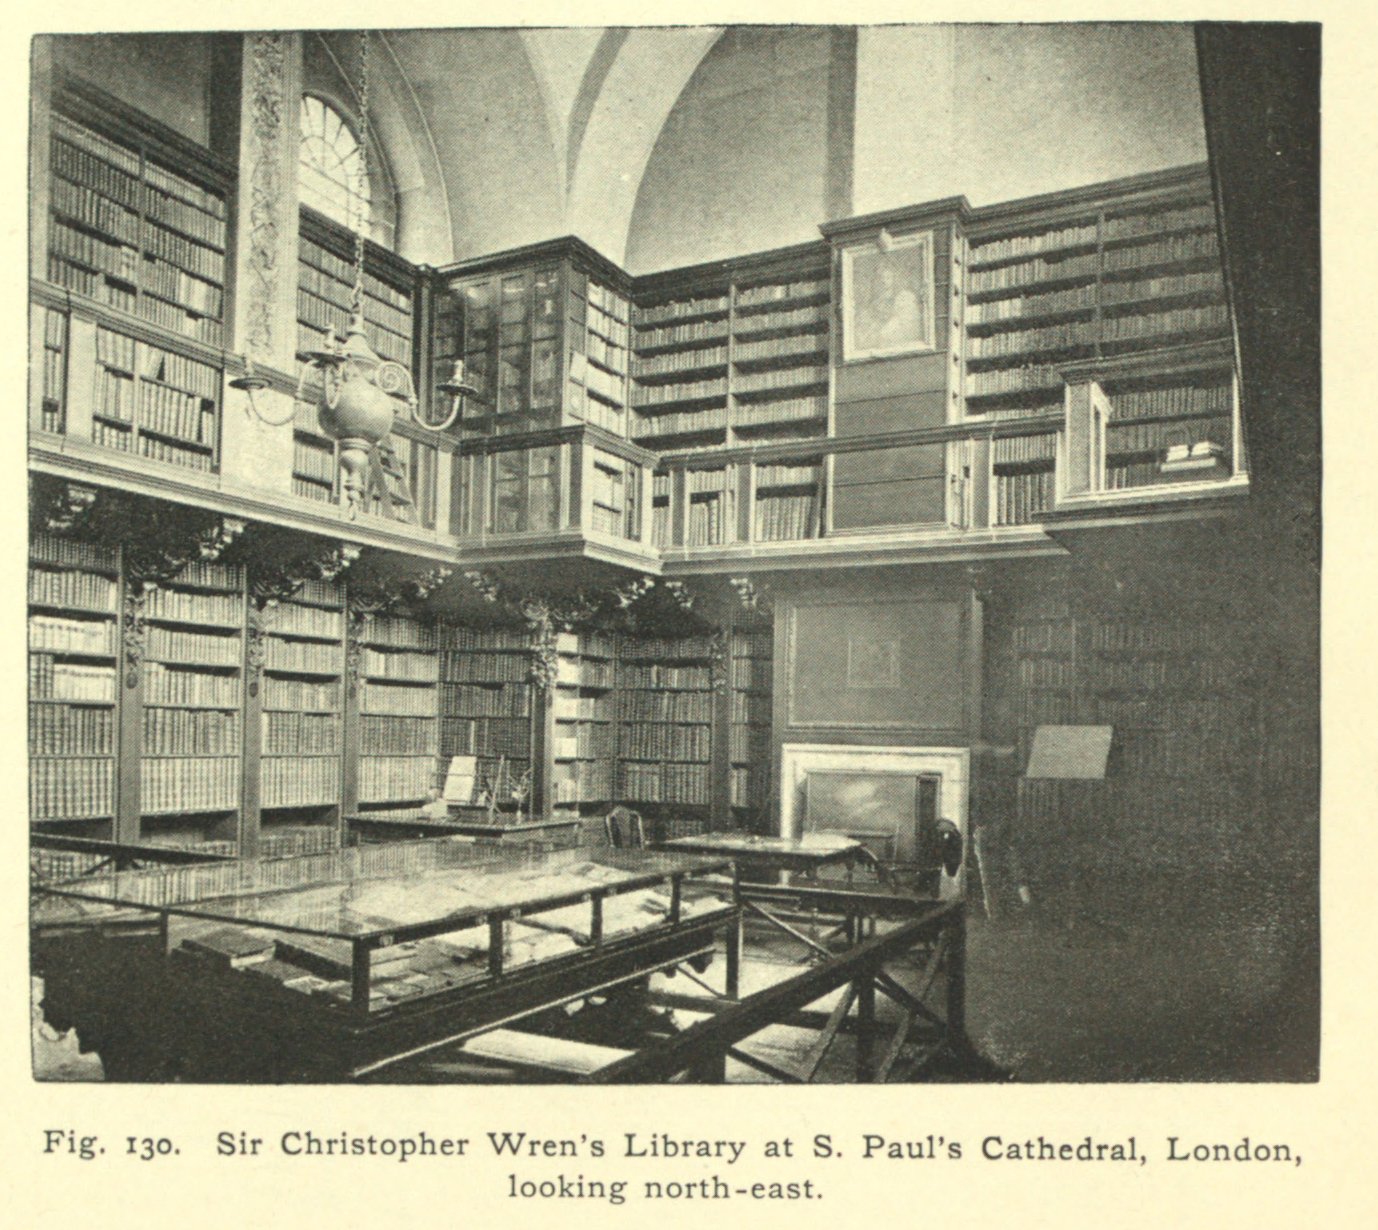 Fig. 130. Sir Christopher Wren's Library at S. Paul's Cathedral, London,
looking north-east.